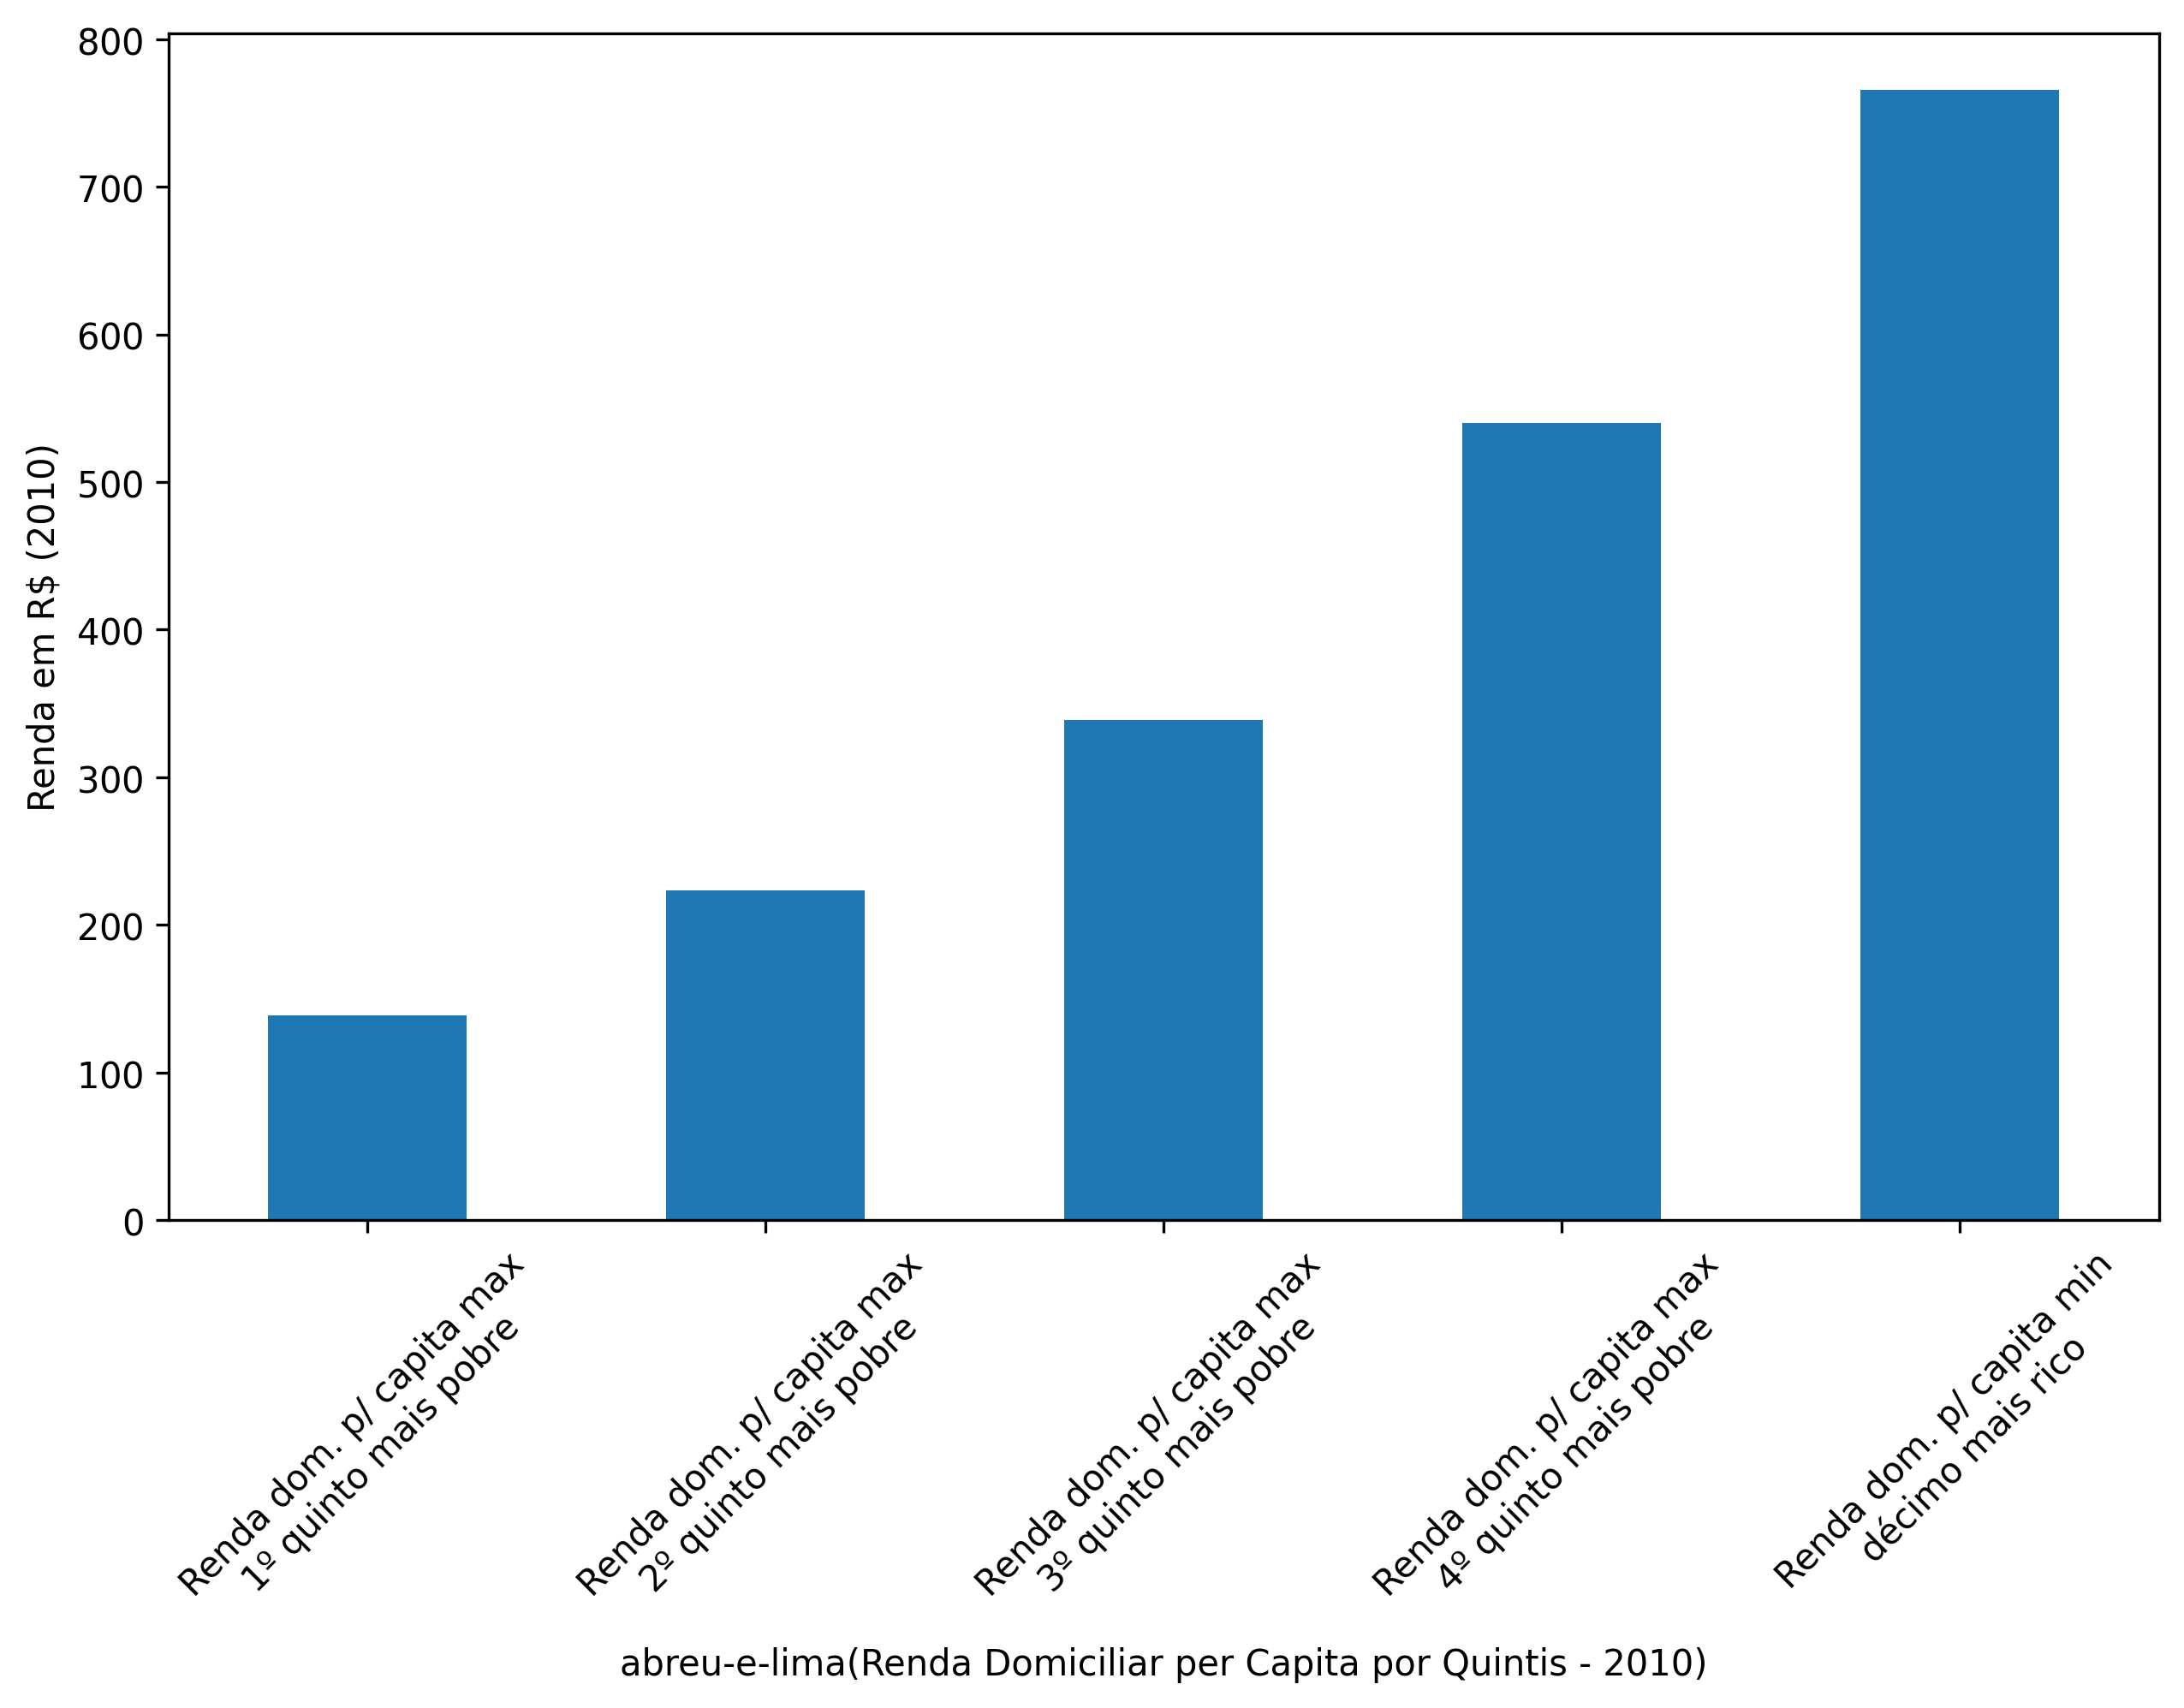 800
700
600
500
400
300
200
100
0
Renda em R$ (2010)
Renda dom. p/ capita max
1º quinto mais pobre
Renda dom. p/ capita max
2º quinto mais pobre
Renda dom. p/ capita max
3º quinto mais pobre
Renda dom. p/ capita max
4º quinto mais pobre
Renda dom. p/ capita min
décimo mais rico
abreu-e-lima(Renda Domiciliar per Capita por Quintis - 2010)